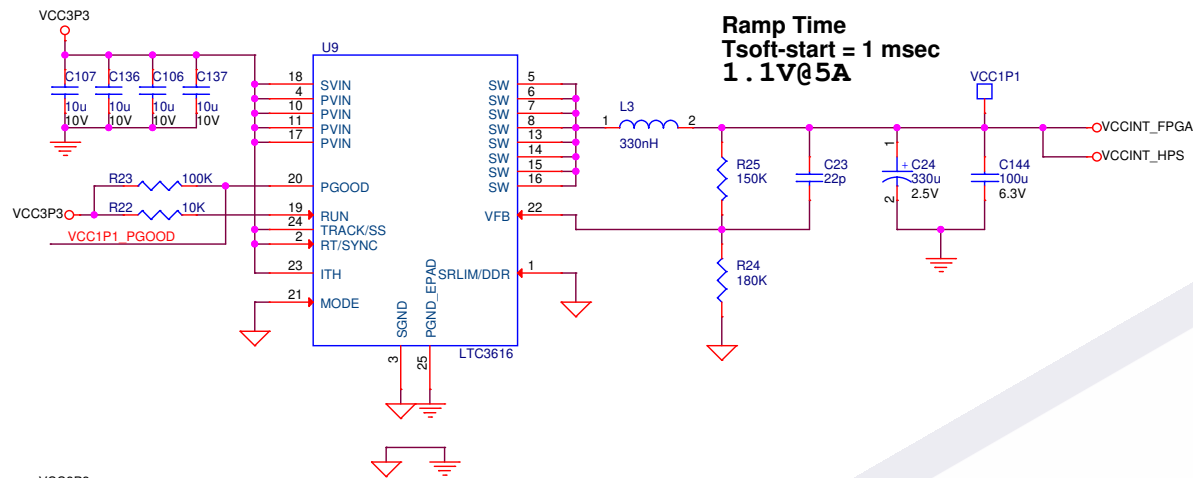 VCC3P3
Ramp Time
Tsoft-start = 1 msec
1.1V@5A
U9
C107
C136
C106
C137
10u
10u
10u
10u
10V
10V
10V
10V
18
SVIN
4
PVIN
10
PVIN
11
PVIN
17
PVIN
20
PGOOD
19
RUN
24
TRACK/SS
2
RT/SYNC
23
ITH
21
MODE
SW
5
SW
6
SW
7
SW
8
SW
13
SW
14
SW
15
SW
16
VFB
22
SRLIM/DDR
1
SGND
3
PGND_EPAD
25
LTC3616
R23
100K
R22
10K
VCC3P3
VCC1P1_PGOOD
L3
1
2
330nH
R25
150K
C23
22p
R24
180K
1
+
C24
330u
2.5V
2
C144
100u
6.3V
VCC1P1
VCCINT_FPGA
VCCINT_HPS